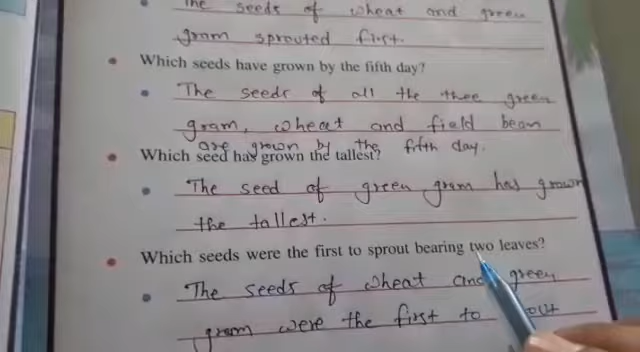 The seeds of wheat and green
gram sprouted first.
Which seeds have grown by the fifth day?
The seeds of all the thee green
gram, wheat and field bean
are grown by the fifth day.
Which seed has grown the tallest?
The seed of green gram has grown
the tallest.
Which seeds were the first to sprout bearing two leaves?
The seeds of wheat and green
gram were the first to